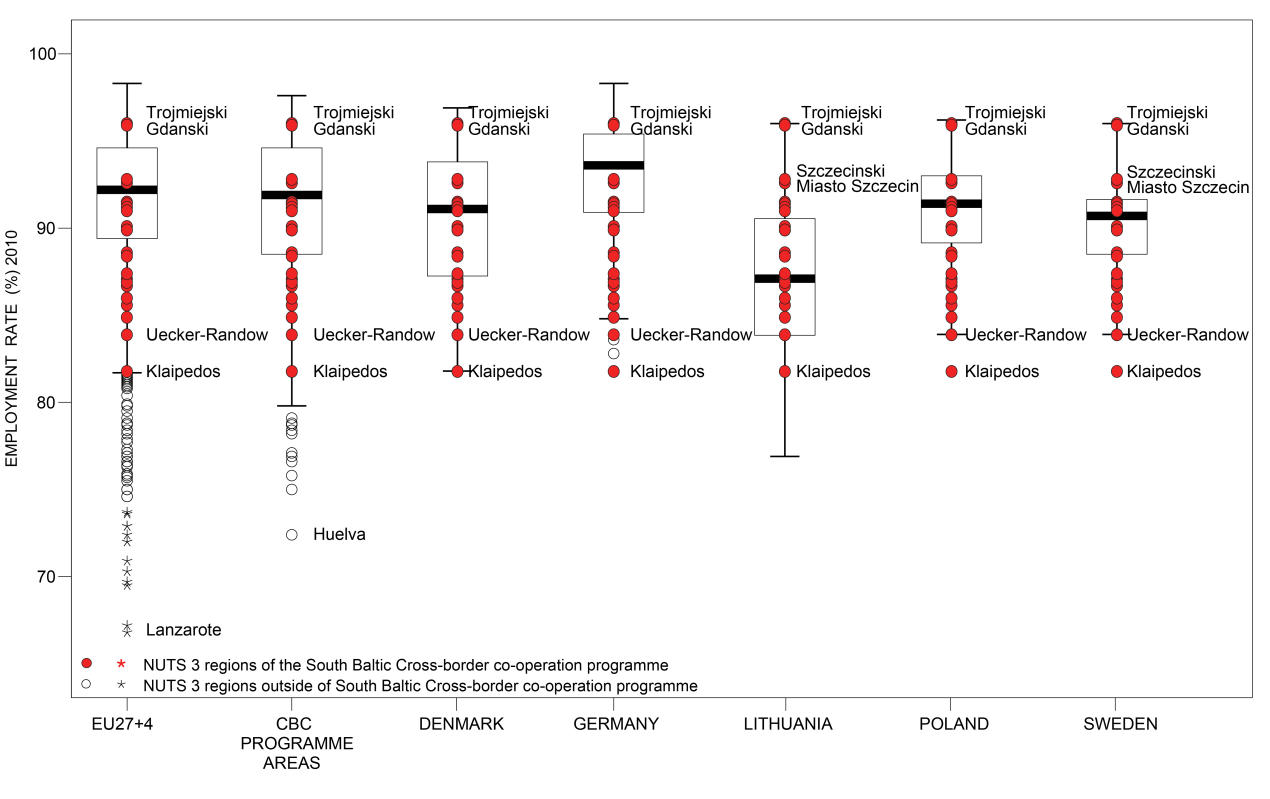 EMPLOYMENT RATE (%) 2010
100
90
80
70
Trojmiejski
Gdanski
Uecker-Randow
Klaipedos
Lanzarote
Trojmiejski
Gdanski
Uecker-Randow
Klaipedos
Huelva
Trojmiejski
Gdanski
Uecker-Randow
Klaipedos
Trojmiejski
Gdanski
Uecker-Randow
Klaipedos
Trojmiejski
Gdanski
Szczecinski
Miasto Szczecin
Uecker-Randow
Klaipedos
Trojmiejski
Gdanski
Uecker-Randow
Klaipedos
Trojmiejski
Gdanski
Szczecinski
Miasto Szczecin
Uecker-Randow
Klaipedos
NUTS 3 regions of the South Baltic Cross-border co-operation programme
NUTS 3 regions outside of South Baltic Cross-border co-operation programme
EU27+4
CBC
PROGRAMME
AREAS
DENMARK
GERMANY
LITHUANIA
POLAND
SWEDEN